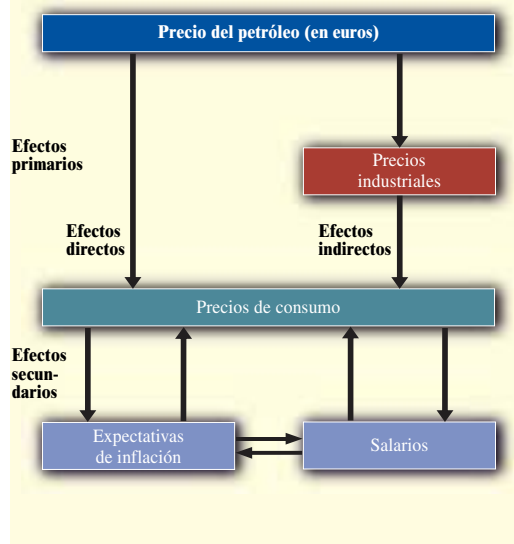 Precio del petróleo (en euros)
Efectos
primarios
Precios
industriales
Efectos
directos
Efectos
indirectos
Precios de consumo
Efectos
secun-
darios
Expectativas
de inflación
Salarios